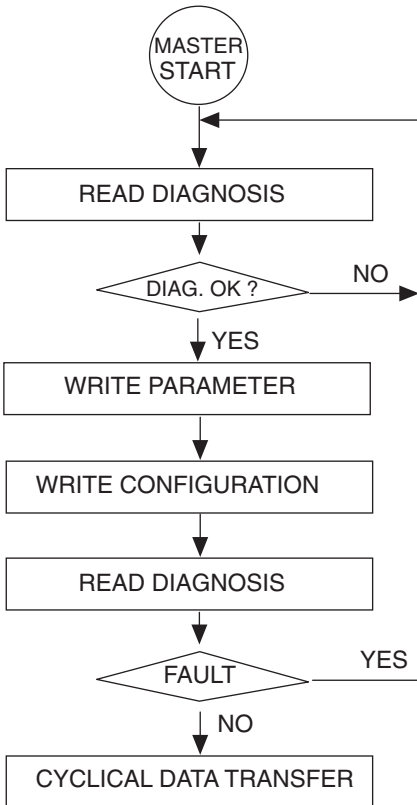 MASTER
START
READ DIAGNOSIS
DIAG. OK ?
NO
YES
WRITE PARAMETER
WRITE CONFIGURATION
READ DIAGNOSIS
FAULT
YES
NO
CYCLICAL DATA TRANSFER